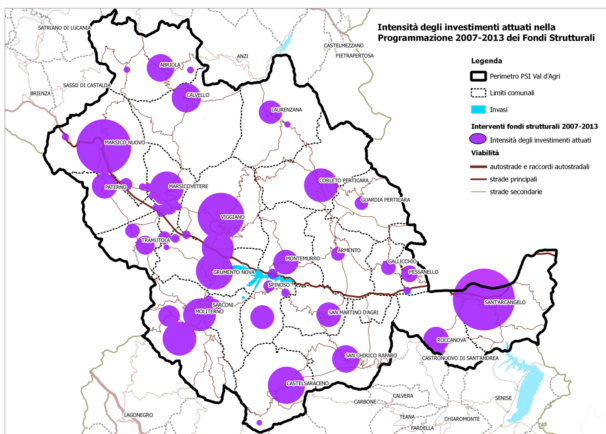 Intensità degli investimenti attuati nella
Programmazione 2007-2013 dei Fondi Strutturali
Legenda
Perimetro PSI Val d'Agri
Limiti comunali
Invasi
Interventi fondi strutturali 2007-2013
Intensità degli investimenti attuati
Viabilità
autostrade e raccordi autostradali
strade principali
strade secondarie
SATRIANO DI LUCANIA
CASTELMEZZANO
PIETRAPERTOSA
ANZI
ABRIOLA
SASSO DI CASTALDA
BRIENZA
CALVELLO
LAURENZANA
MARSICO NUOVO
PATERNO
MARSICOVETERE
CORLETO PERTICARA
GUARDIA PERTICARA
VIGGIANO
TRAMUTOLA
ARMENTO
MONTEMURRO
GALLICCHIO
MISSANELLO
GRUMENTO NOVA
SPINOSO
SARCONI
MOLITERNO
SAN MARTINO D'AGRI
SANT'ARCANGELO
ROCCANOVA
CASTRONUOVO DI SANT'ANDREA
SAN CHIRICO RAPARO
CASTELSARACENO
CARBONE
CALVERA
SENISE
TEANA
CHIAROMONTE
FARDELLA
LAGONEGRO